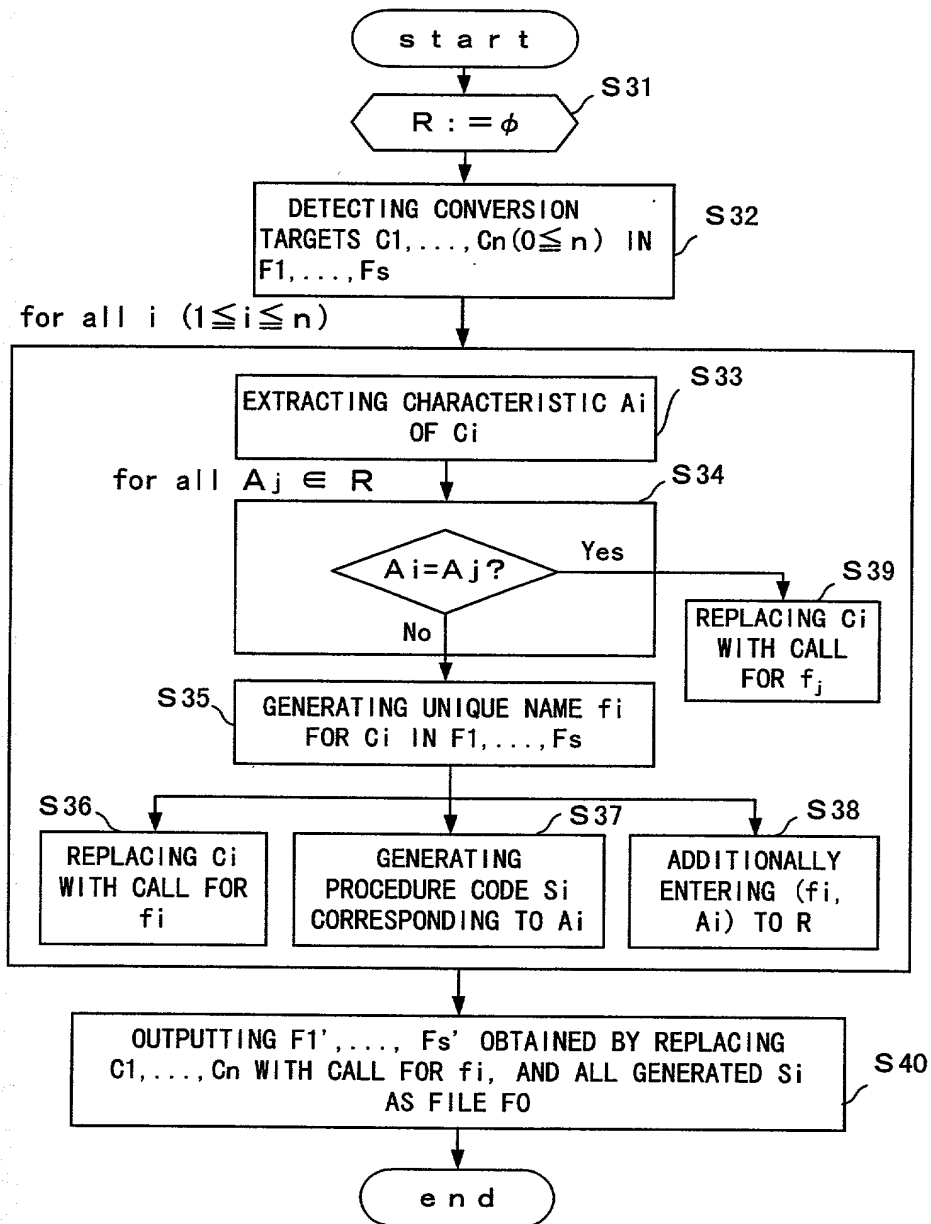 start
S31
R:=φ
DETECTING CONVERSION
TARGETS C1,...,Cn(0≦n) IN
F1,...,Fs
S32
for all i (1≦i≦n)
S33
EXTRACTING CHARACTERISTIC Ai
OF Ci
for all Aj ∈ R
S34
Ai=Aj?
Yes
No
S39
REPLACING Ci
WITH CALL
FOR fj
S35
GENERATING UNIQUE NAME fi
FOR Ci IN F1,...,Fs
S36
REPLACING Ci
WITH CALL FOR
fi
S37
GENERATING
PROCEDURE CODE Si
CORRESPONDING TO Ai
S38
ADDITIONALLY
ENTERING (fi,
Ai) TO R
OUTPUTTING F1',..., Fs' OBTAINED BY REPLACING
C1,...,Cn WITH CALL FOR fi, AND ALL GENERATED Si
AS FILE F0
S40
end